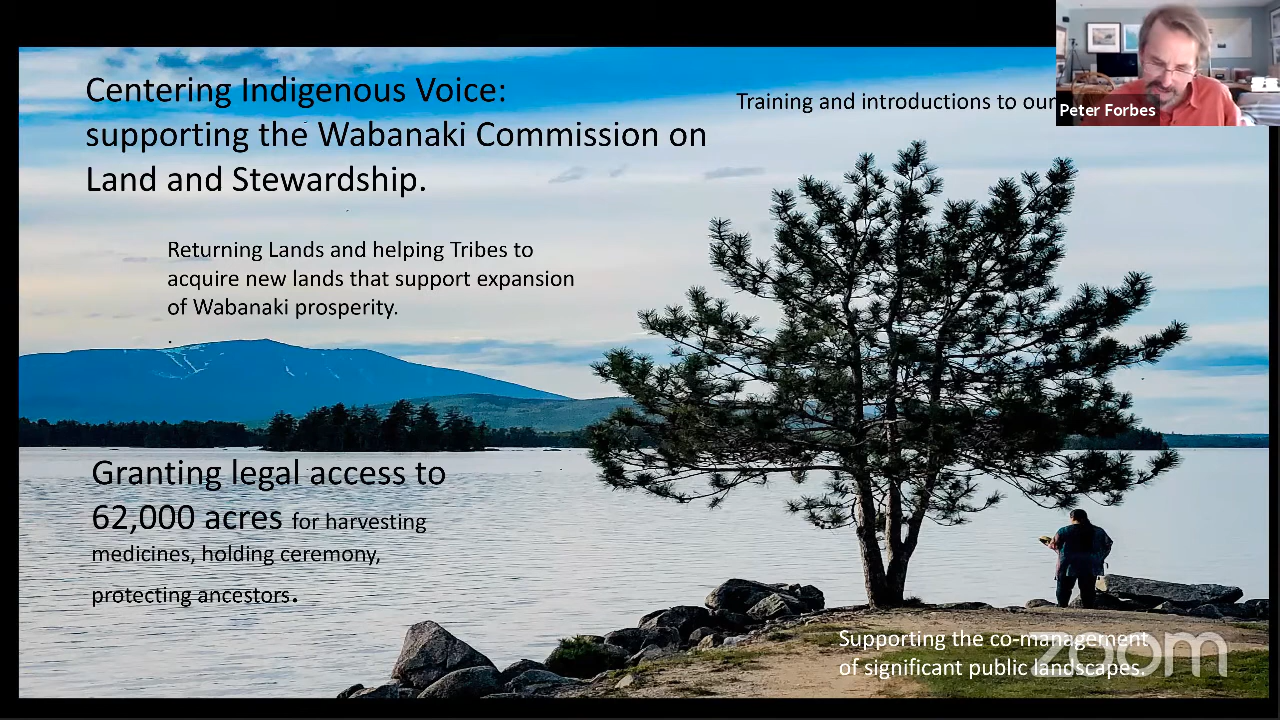 Centering Indigenous Voice:
supporting the Wabanaki Commission on
Land and Stewardship.
Training and introductions to our
Peter Forbes
Returning Lands and helping Tribes to
acquire new lands that support expansion
of Wabanaki prosperity.
Granting legal access to
62,000 acres for harvesting
medicines, holding ceremony,
protecting ancestors.
Supporting the co-management
of significant public landscapes.
zoom